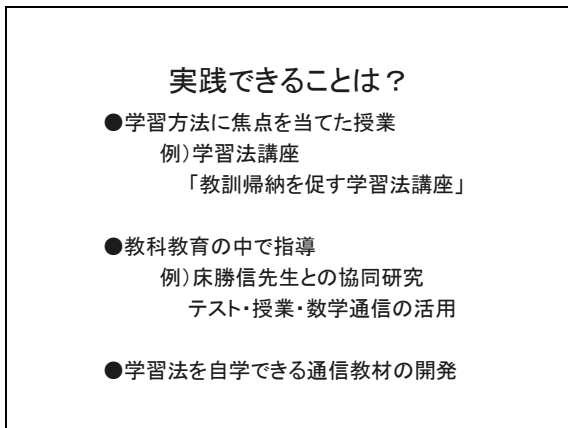 実践できることは？
●学習方法に焦点を当てた授業
例）学習法講座
「教訓帰納を促す学習法講座」
●教科教育の中で指導
例）床勝信先生との協同研究
テスト・授業・数学通信の活用
●学習法を自学できる通信教材の開発